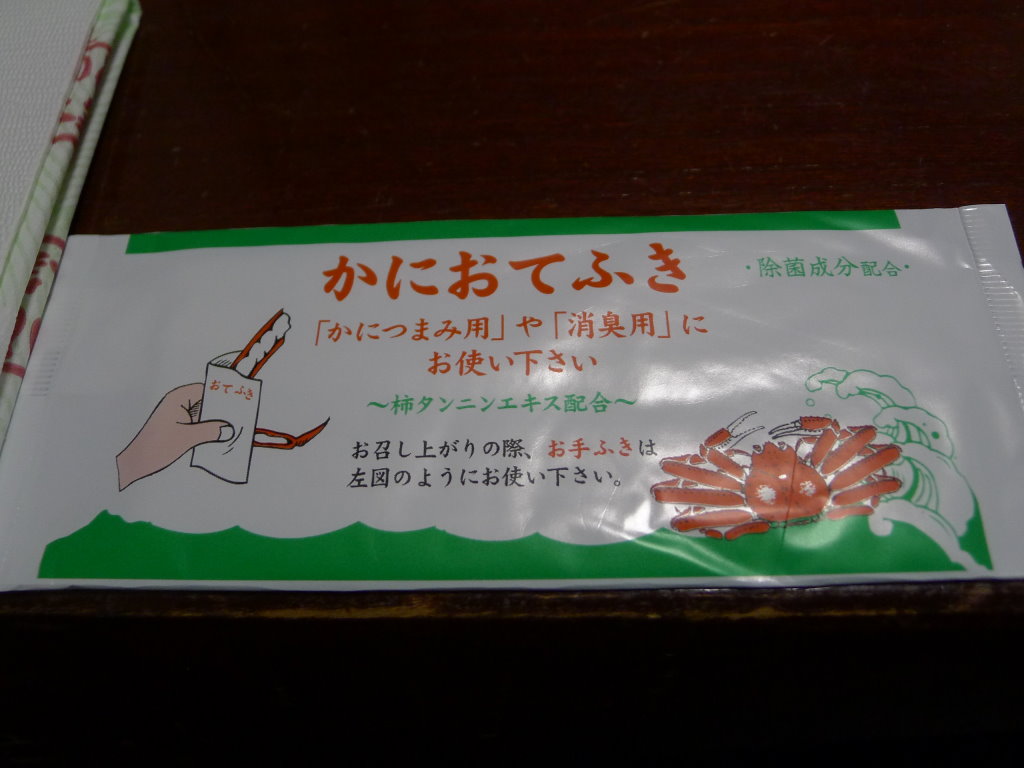 かにおてふき
・除菌成分配合・
「かにつまみ用」や「消臭用」に
お使い下さい
〜柿タンニンエキス配合〜
お召し上がりの際、お手ふきは
左図のようにお使い下さい。
おてふき